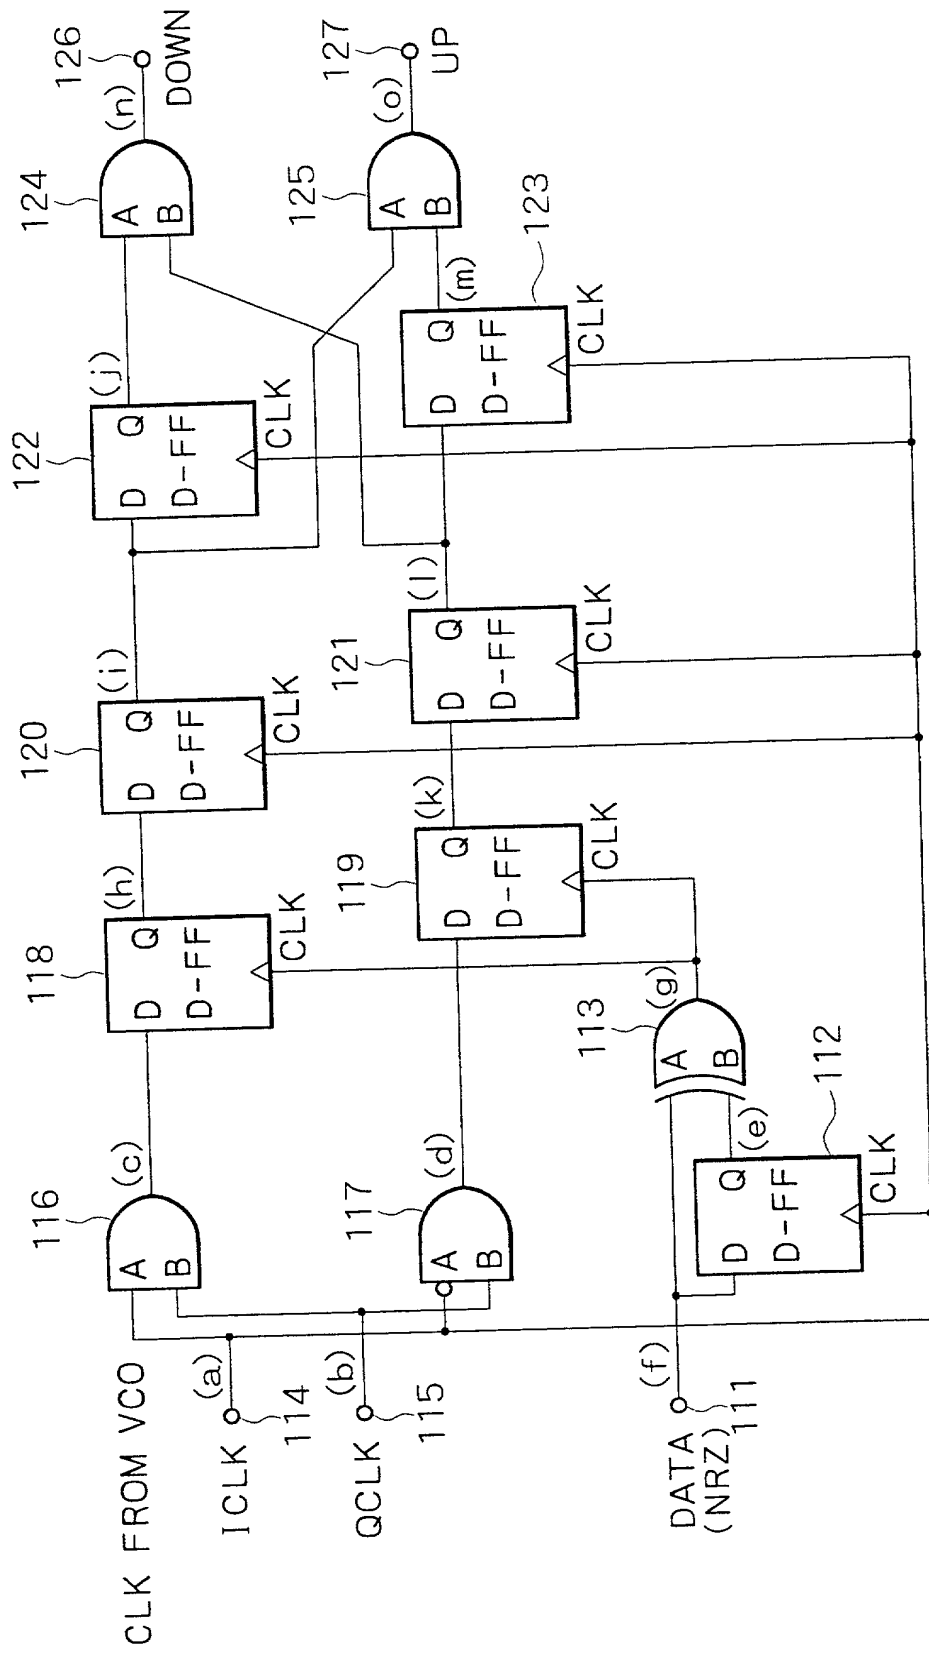 CLK FROM VCO
ICLK
114
(a)
QCLK
115
(b)
DATA
(NRZ)
111
(f)
116
A
B
(c)
117
A
B
(d)
112
D
Q
D-FF
CLK
(e)
113
A
B
(g)
118
D
Q
D-FF
CLK
(h)
119
D
Q
D-FF
CLK
(k)
120
D
Q
D-FF
CLK
(i)
121
D
Q
D-FF
CLK
(l)
122
D
Q
D-FF
CLK
(j)
123
D
Q
D-FF
CLK
(m)
124
A
B
(n)
126
DOWN
125
A
B
(o)
127
UP